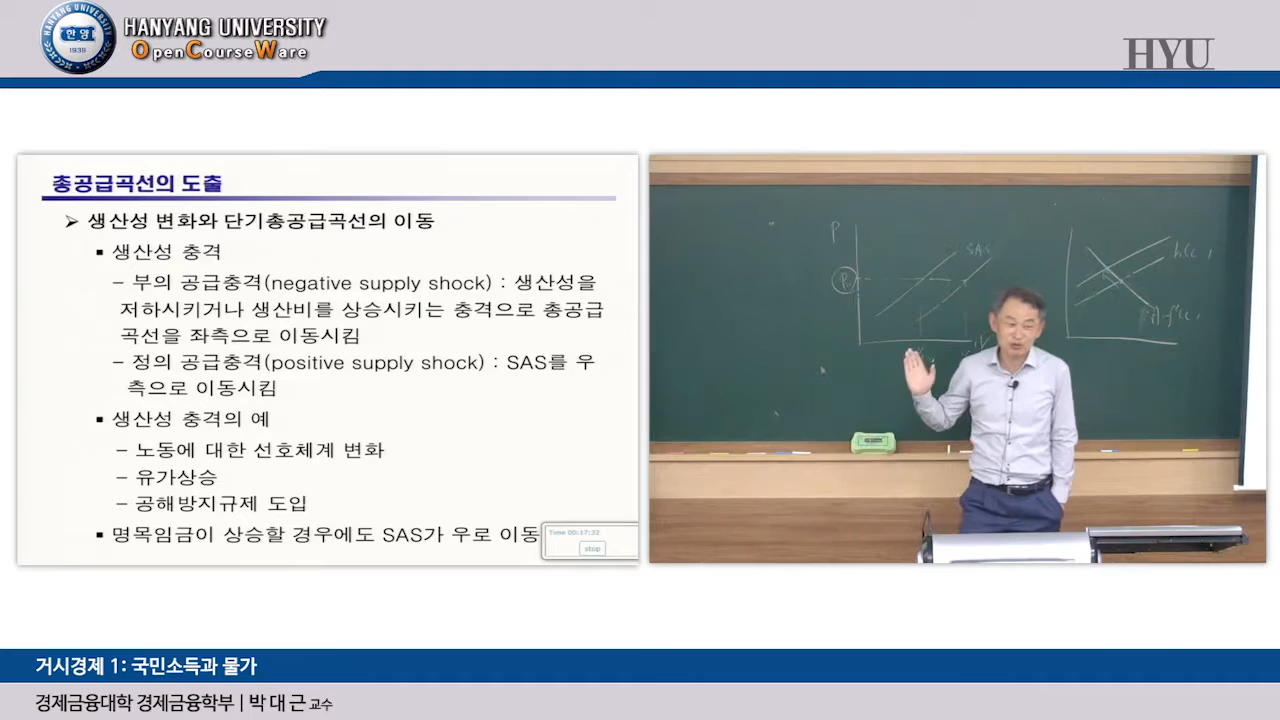 HANYANG UNIVERSITY
OpenCourseWare
한양
1939
HYU
총공급곡선의 도출
➢ 생산성 변화와 단기총공급곡선의 이동
▪ 생산성 충격
– 부의 공급충격(negative supply shock) : 생산성을
저하시키거나 생산비를 상승시키는 충격으로 총공급
곡선을 좌측으로 이동시킴
– 정의 공급충격(positive supply shock) : SAS를 우
측으로 이동시킴
▪ 생산성 충격의 예
– 노동에 대한 선호체계 변화
– 유가상승
– 공해방지규제 도입
▪ 명목임금이 상승할 경우에도 SAS가 우로 이동
Time 00:17:32
stop
P
SAS
거시경제 1: 국민소득과 물가
경제금융대학 경제금융학부 | 박 대 근 교수